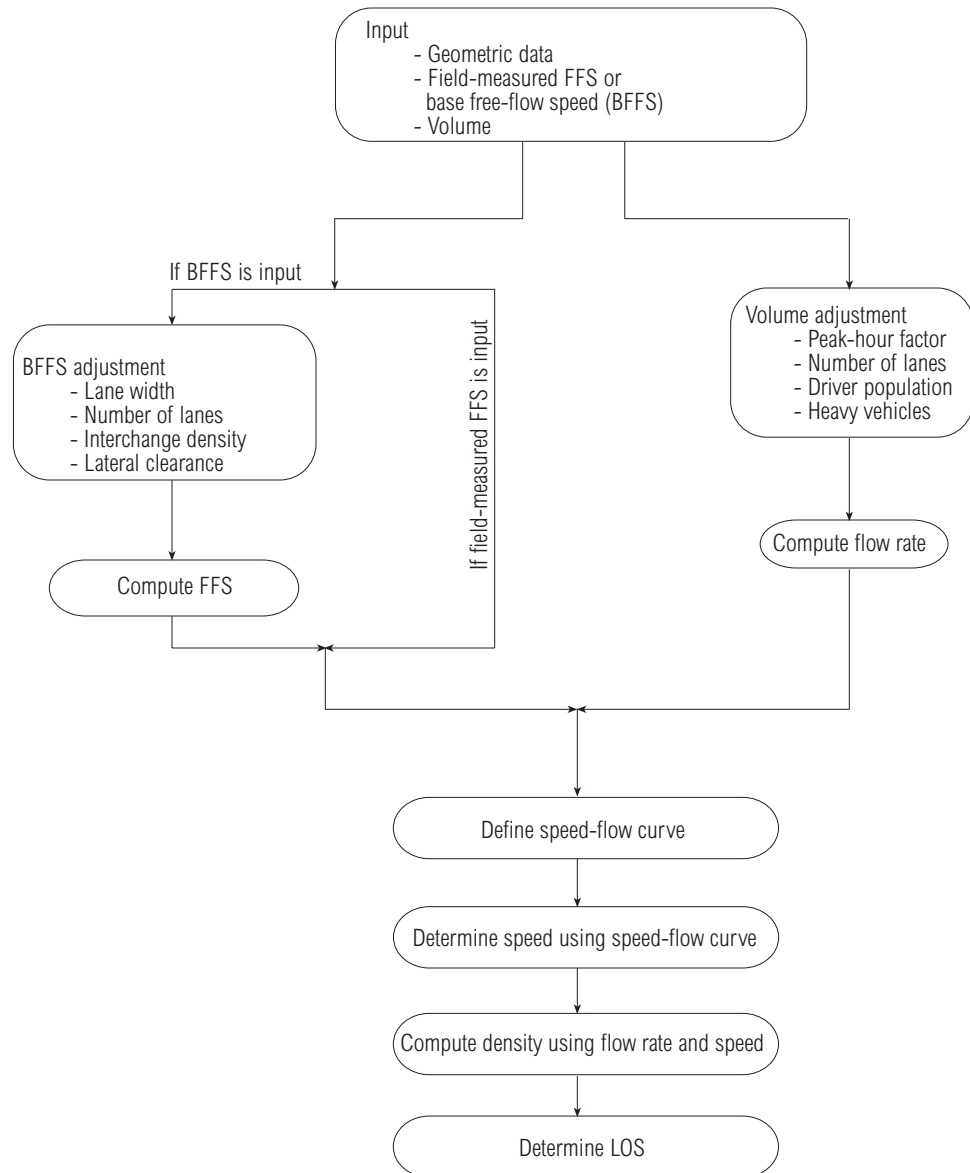 Input
- Geometric data
- Field-measured FFS or
base free-flow speed (BFFS)
- Volume
If BFFS is input
BFFS adjustment
- Lane width
- Number of lanes
- Interchange density
- Lateral clearance
If field-measured FFS is input
Volume adjustment
- Peak-hour factor
- Number of lanes
- Driver population
- Heavy vehicles
Compute FFS
Compute flow rate
Define speed-flow curve
Determine speed using speed-flow curve
Compute density using flow rate and speed
Determine LOS